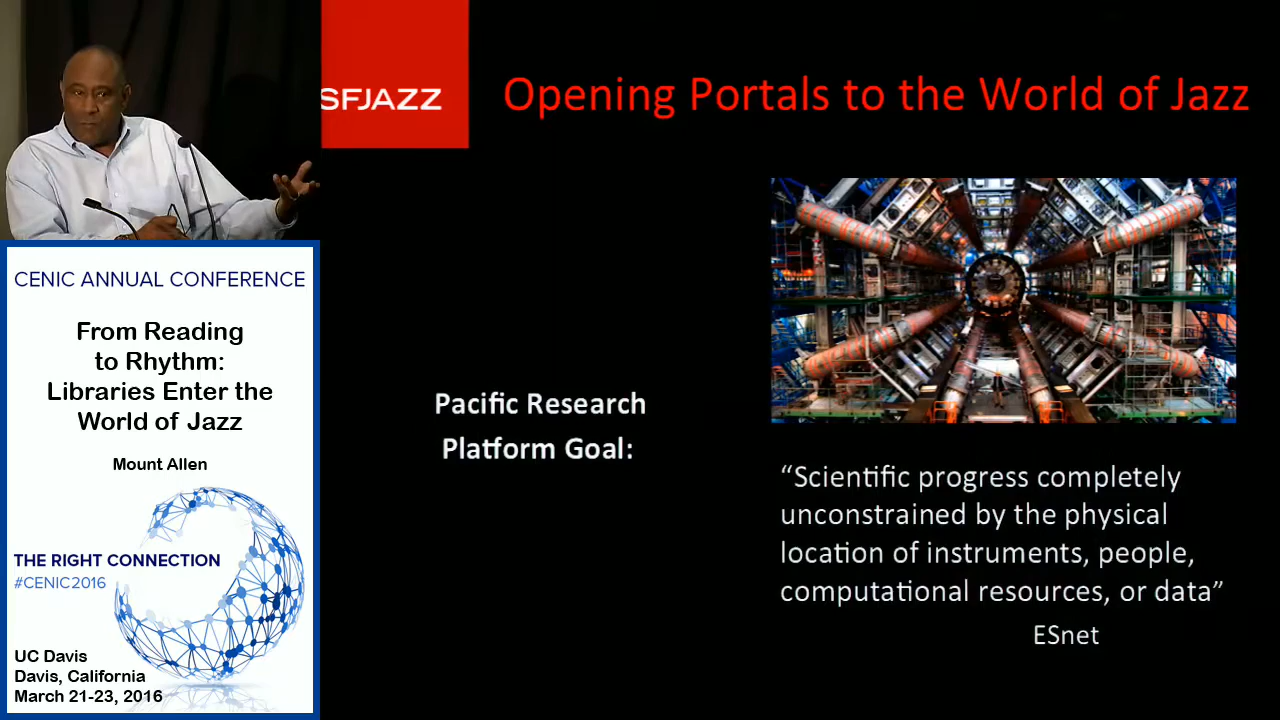 SFJAZZ
Opening Portals to the World of Jazz
CENIC ANNUAL CONFERENCE
From Reading
to Rhythm:
Libraries Enter the
World of Jazz
Mount Allen
THE RIGHT CONNECTION
#CENIC2016
UC Davis
Davis, California
March 21-23, 2016
Pacific Research
Platform Goal:
“Scientific progress completely
unconstrained by the physical
location of instruments, people,
computational resources, or data”
ESnet